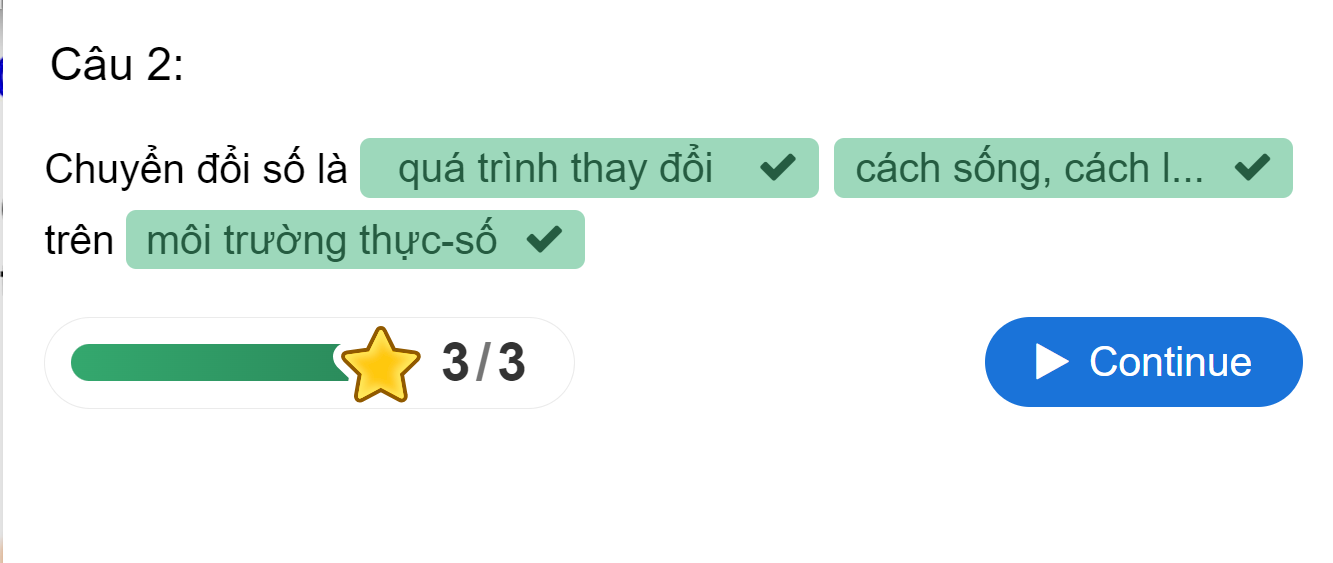 Câu 2:
Chuyển đổi số là quá trình thay đổi cách sống, cách l...
trên môi trường thực-số
3/3 Continue